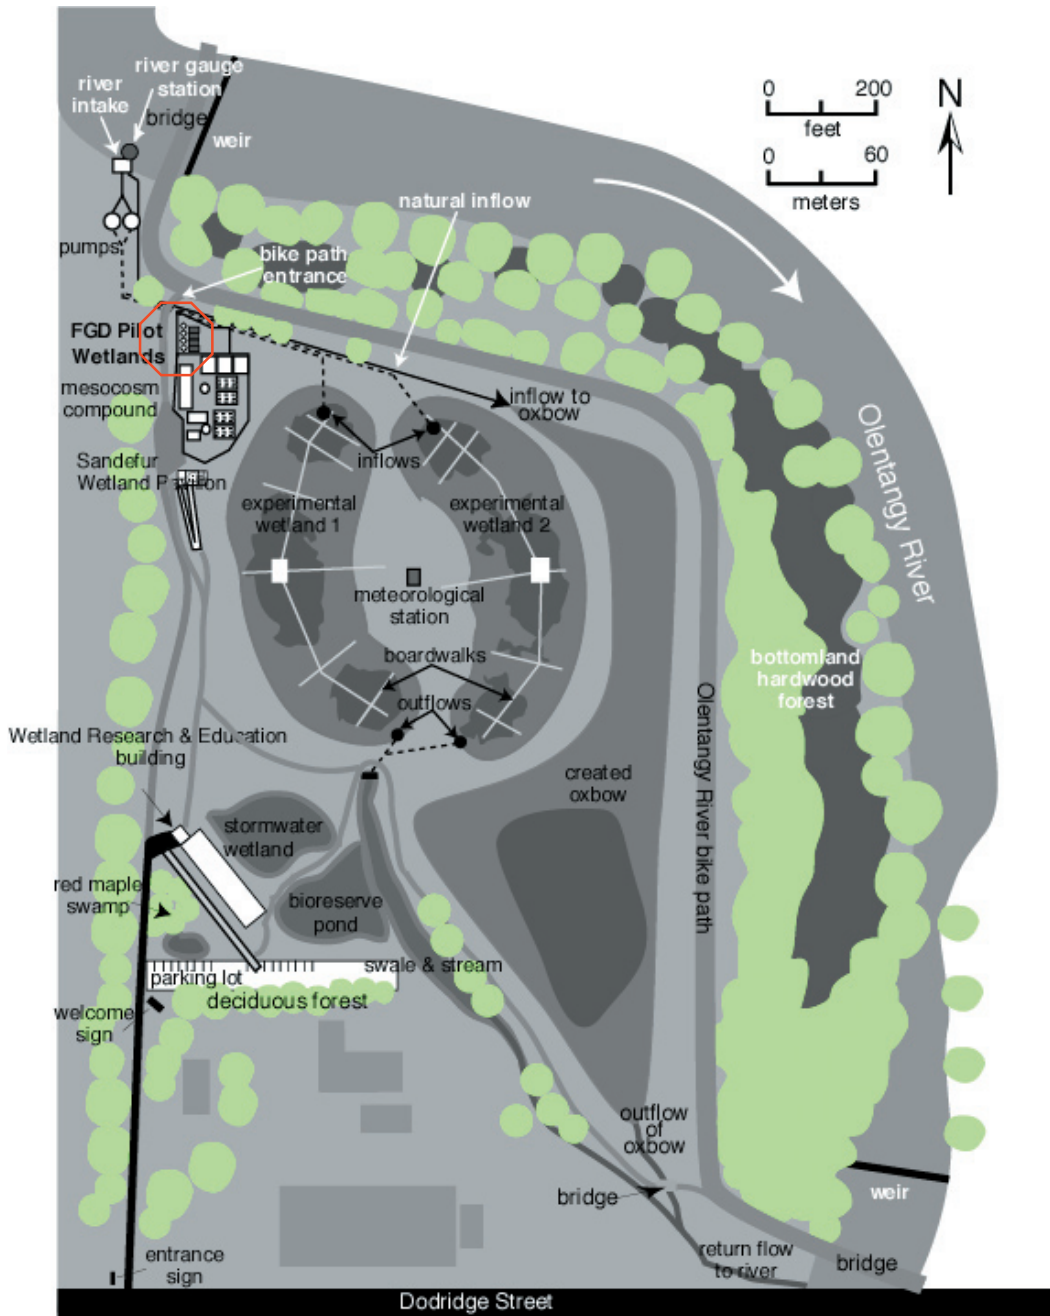 river gauge
station
river
intake
bridge
weir
0 200
feet
0 60
meters
N
natural inflow
pumps
bike path
entrance
FGD Pilot
Wetlands
mesocosm
compound
inflow to
oxbow
inflows
Sandefur
Wetland Pavilion
experimental
wetland 1
experimental
wetland 2
Olentangy River
meteorological
station
boardwalks
outflows
bottomland
hardwood
forest
Olentangy River bike path
Wetland Research & Education
building
created
oxbow
stormwater
wetland
red maple
swamp
bioreserve
pond
swale & stream
parking lot
deciduous forest
welcome
sign
outflow
of
oxbow
bridge
weir
entrance
sign
return flow
to river
bridge
Dodridge Street